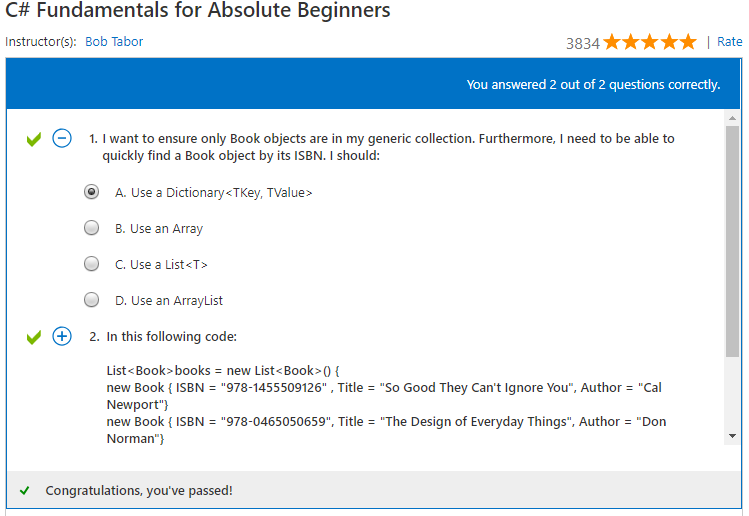 C# Fundamentals for Absolute Beginners
Instructor(s): Bob Tabor
3834 | Rate
You answered 2 out of 2 questions correctly.
1. I want to ensure only Book objects are in my generic collection. Furthermore, I need to be able to
quickly find a Book object by its ISBN. I should:
A. Use a Dictionary<TKey, TValue>
B. Use an Array
C. Use a List<T>
D. Use an ArrayList
2. In this following code:
List<Book>books = new List<Book>() {
new Book { ISBN = "978-1455509126" , Title = "So Good They Can't Ignore You", Author = "Cal
Newport"}
new Book { ISBN = "978-0465050659", Title = "The Design of Everyday Things", Author = "Don
Norman"}
Congratulations, you've passed!